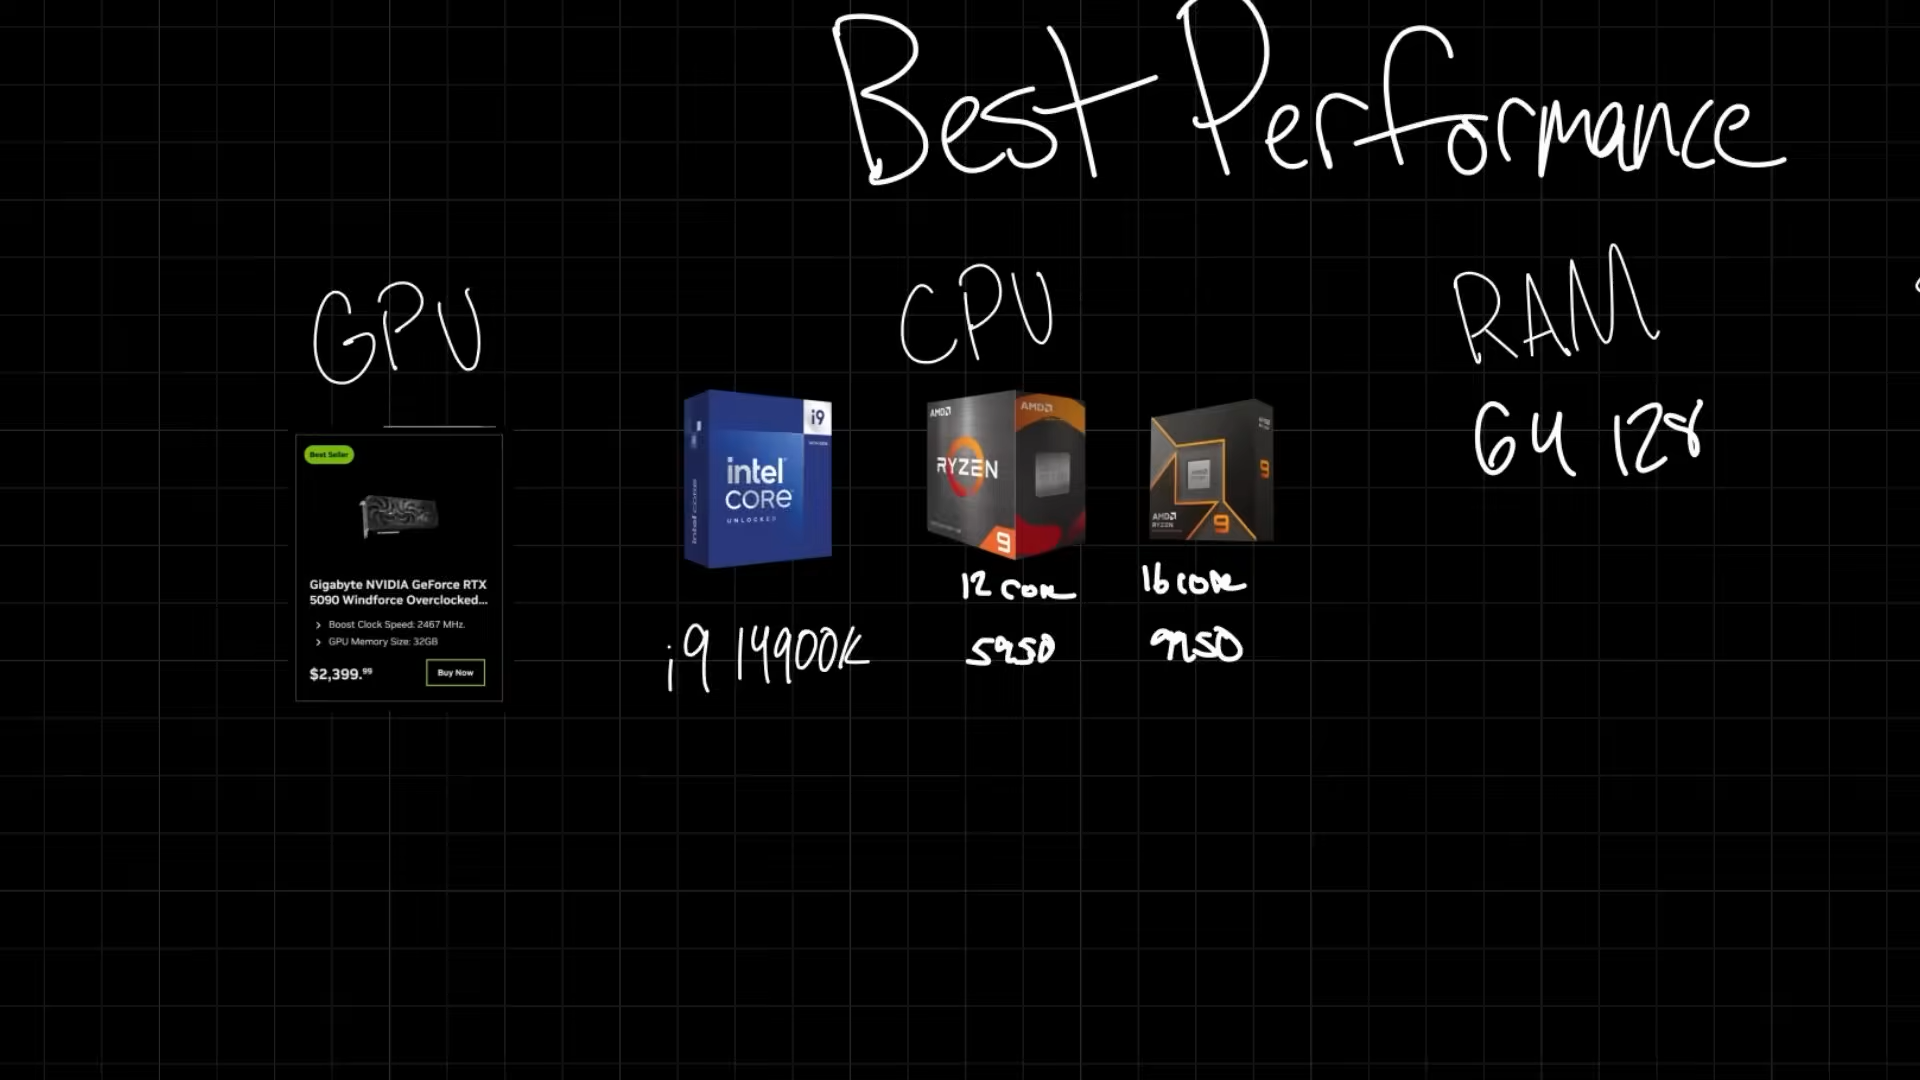 Best Performance
GPU
CPU
RAM
64 128
Best Seller
Gigabyte NVIDIA GeForce RTX
5090 Windforce Overclocked...
Boost Clock Speed: 2467 MHz.
GPU Memory Size: 32GB
$2,399.99
Buy Now
i9
intel
CORE
UNLOCKED
intel CORE
i9 14900K
AMD
AMD
RYZEN
9
12 core
5950
9
AMD
RYZEN
9
16 core
9950